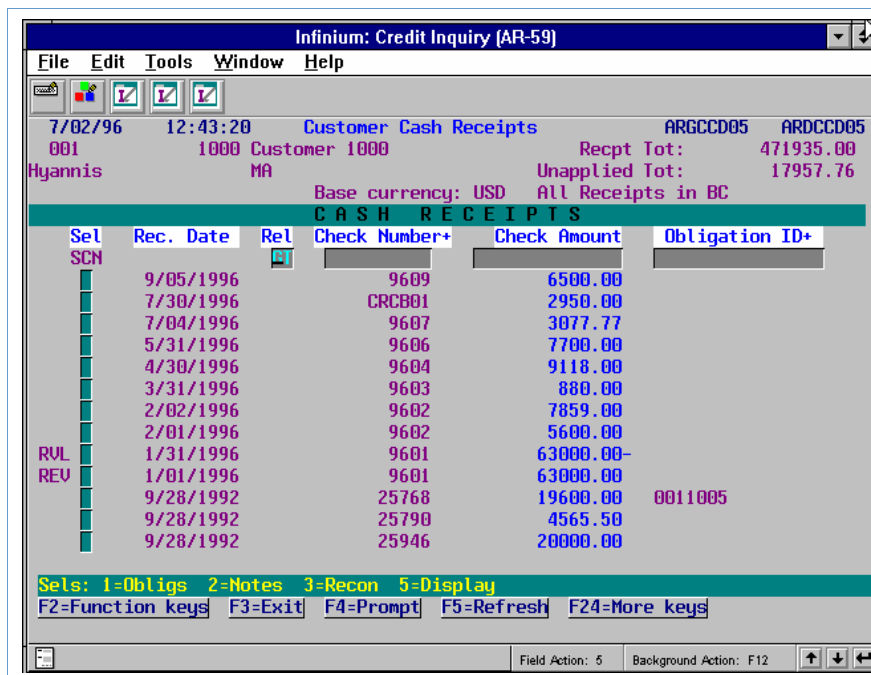 Infinium: Credit Inquiry (AR-59)
File Edit Tools Window Help
7/02/96 12:43:20 Customer Cash Receipts ARGCCD05 ARDCCD05
001 1000 Customer 1000 Recpt Tot: 471935.00
Hyannis MA Unapplied Tot: 17957.76
Base currency: USD All Receipts in BC
CASH RECEIPTS
Sel Rec. Date Rel Check Number+ Check Amount Obligation ID+
SCN GT
9/05/1996 9609 6500.00
7/30/1996 CRCB01 2950.00
7/04/1996 9607 3077.77
5/31/1996 9606 7700.00
4/30/1996 9604 9118.00
3/31/1996 9603 880.00
2/02/1996 9602 7859.00
2/01/1996 9602 5600.00
RVL 1/31/1996 9601 63000.00-
REV 1/01/1996 9601 63000.00
9/28/1992 25768 19600.00 0011005
9/28/1992 25790 4565.50
9/28/1992 25946 20000.00
Sels: 1=Obligs 2=Notes 3=Recon 5=Display
F2=Function keys F3=Exit F4=Prompt F5=Refresh F24=More keys
Field Action: 5 Background Action: F12